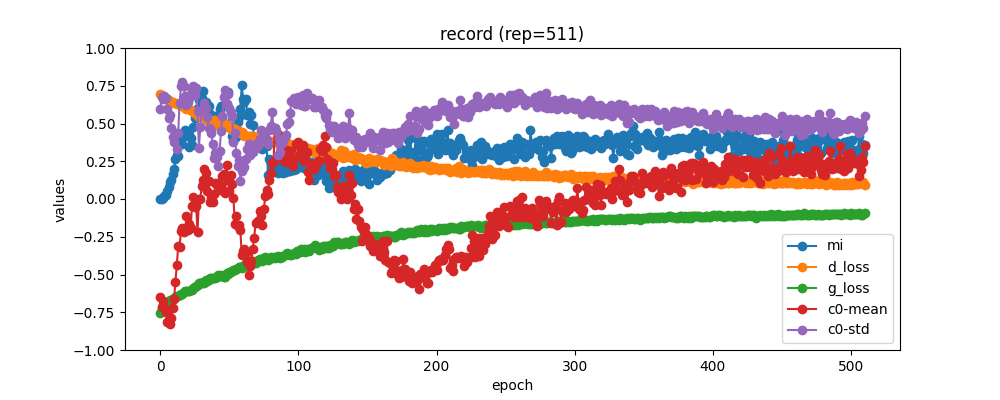 record (rep=511)
1.00
0.75
0.50
0.25
0.00
−0.25
−0.50
−0.75
−1.00
values
0 100 200 300 400 500
epoch
mi
d_loss
g_loss
c0-mean
c0-std